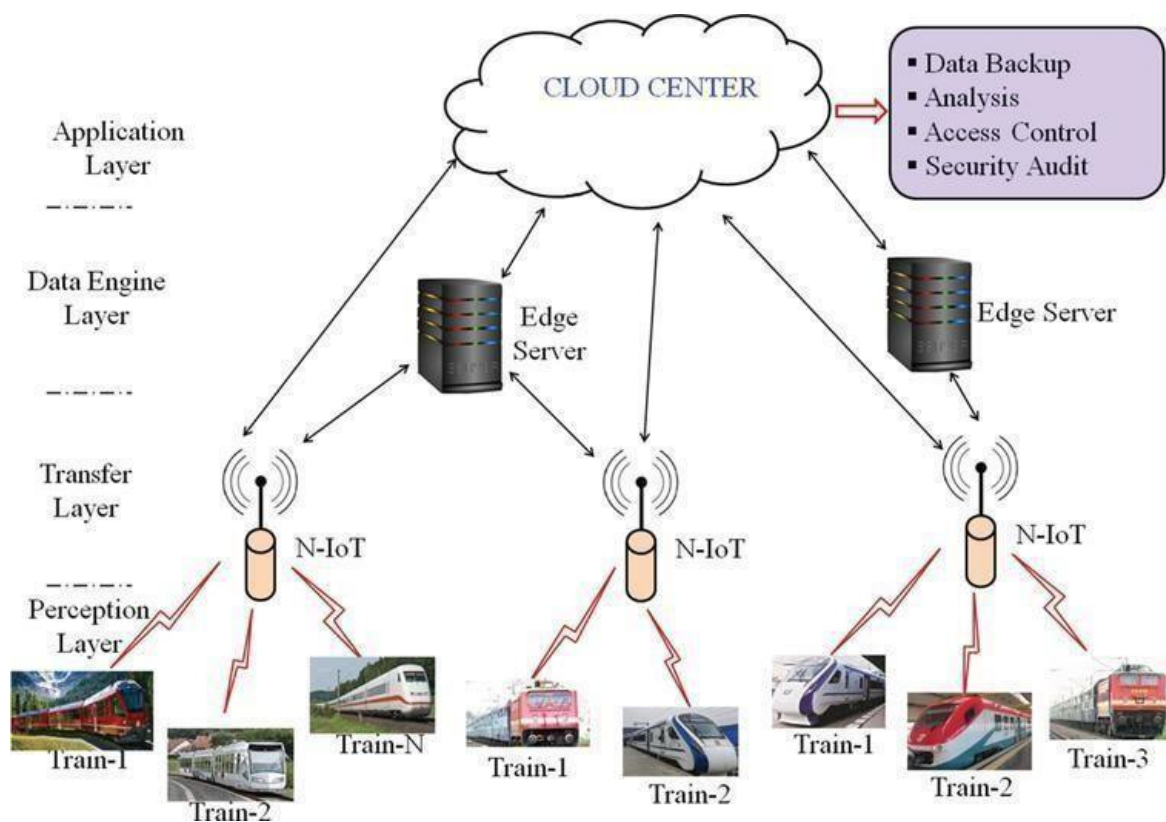 CLOUD CENTER
▪ Data Backup
▪ Analysis
▪ Access Control
▪ Security Audit
Application
Layer
Data Engine
Layer
Edge
Server
Edge Server
Transfer
Layer
N-IoT
N-IoT
N-IoT
Perception
Layer
Train-1
Train-2
Train-N
Train-1
Train-2
Train-1
Train-2
Train-3